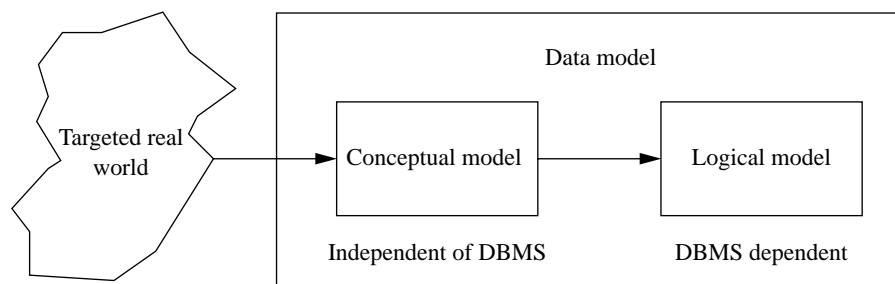 Data model
Targeted real
world
Conceptual model
Logical model
Independent of DBMS
DBMS dependent